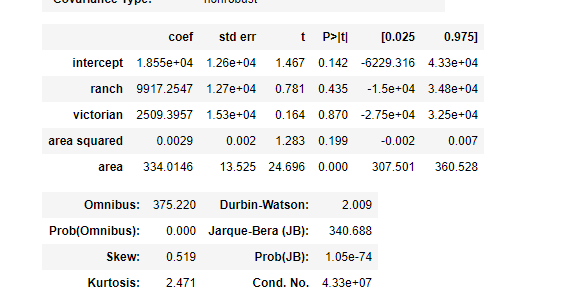 Covariance Type: nonrobust
coef std err t P>|t| [0.025 0.975]
intercept 1.855e+04 1.26e+04 1.467 0.142 -6229.316 4.33e+04
ranch 9917.2547 1.27e+04 0.781 0.435 -1.5e+04 3.48e+04
victorian 2509.3957 1.53e+04 0.164 0.870 -2.75e+04 3.25e+04
area squared 0.0029 0.002 1.283 0.199 -0.002 0.007
area 334.0146 13.525 24.696 0.000 307.501 360.528
Omnibus: 375.220 Durbin-Watson: 2.009
Prob(Omnibus): 0.000 Jarque-Bera (JB): 340.688
Skew: 0.519 Prob(JB): 1.05e-74
Kurtosis: 2.471 Cond. No. 4.33e+07